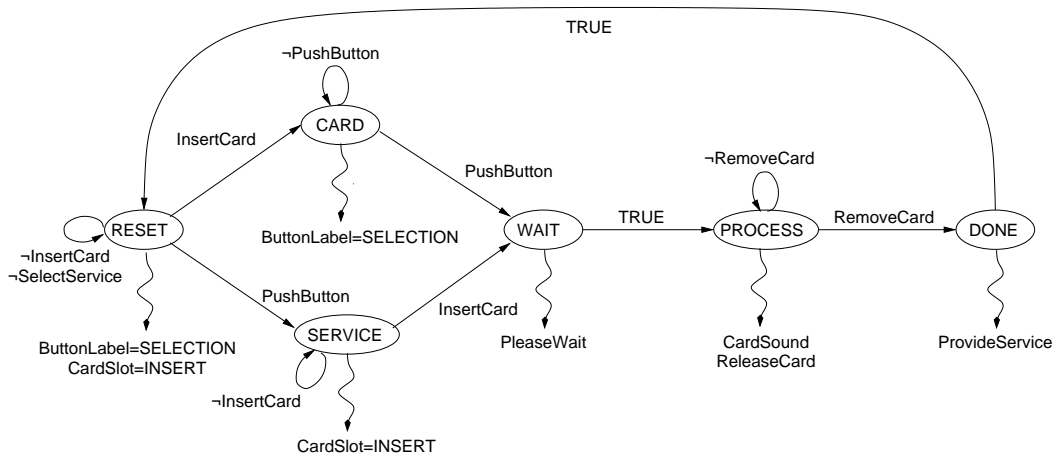 TRUE
¬PushButton
CARD
InsertCard
PushButton
ButtonLabel=SELECTION
¬RemoveCard
RESET
WAIT
TRUE
PROCESS
RemoveCard
DONE
¬InsertCard
¬SelectService
PushButton
InsertCard
SERVICE
PleaseWait
CardSound
ReleaseCard
ProvideService
ButtonLabel=SELECTION
CardSlot=INSERT
¬InsertCard
CardSlot=INSERT